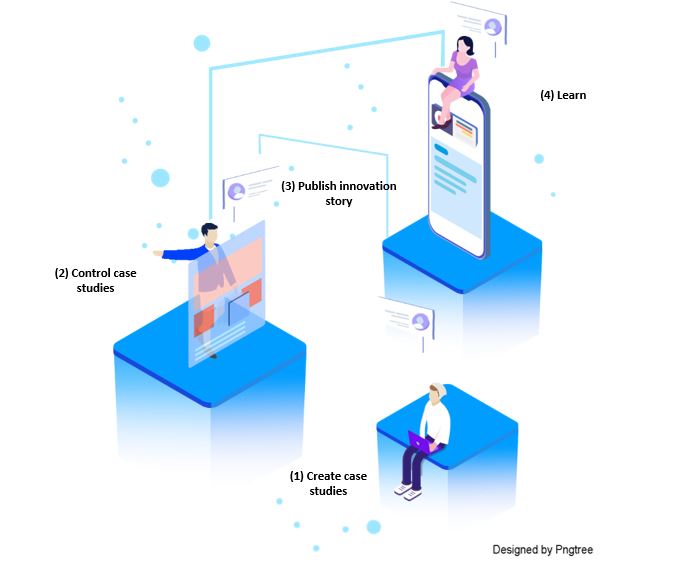 (4) Learn
(3) Publish innovation
story
(2) Control case
studies
(1) Create case
studies
Designed by Pngtree